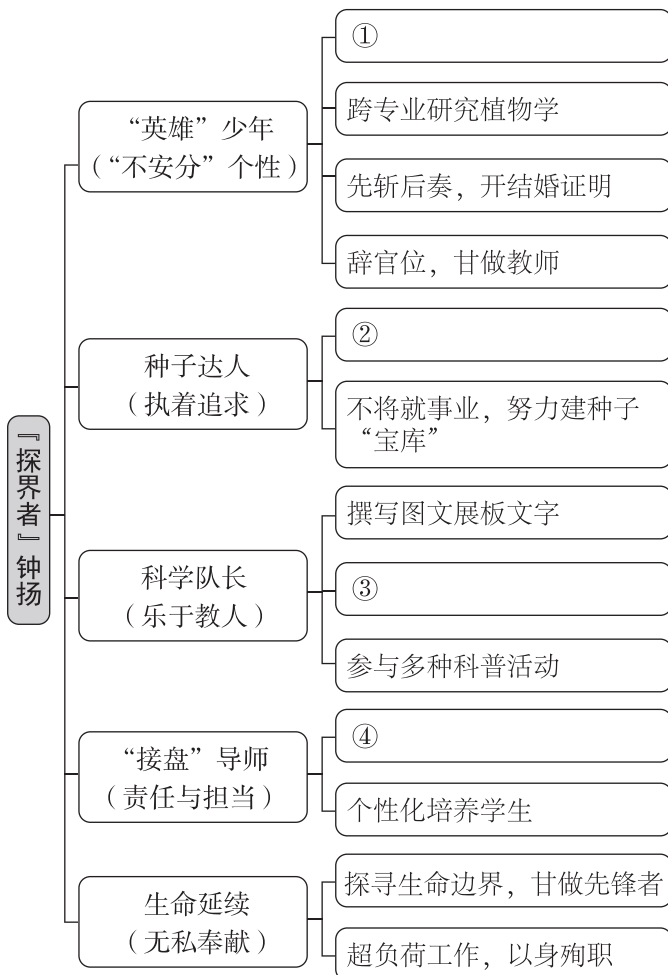 『探界者』钟扬
“英雄”少年
（“不安分”个性）
①
跨专业研究植物学
先斩后奏，开结婚证明
辞官位，甘做教师
种子达人
（执着追求）
②
不将就事业，努力建种子
“宝库”
科学队长
（乐于教人）
撰写图文展板文字
③
参与多种科普活动
“接盘”导师
（责任与担当）
④
个性化培养学生
生命延续
（无私奉献）
探寻生命边界，甘做先锋者
超负荷工作，以身殉职